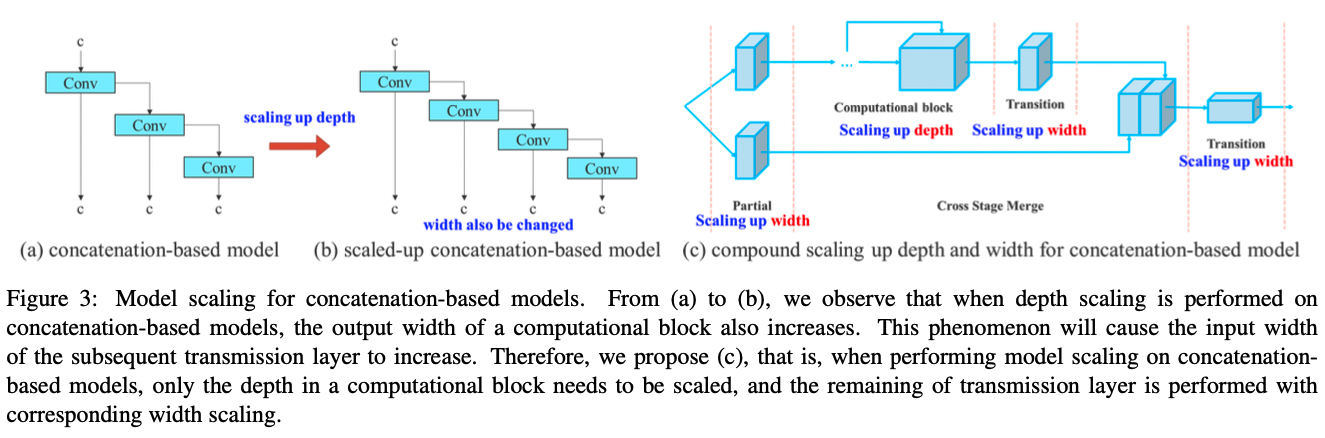 c
Conv
Conv
Conv
c
c
c
scaling up depth
c
Conv
Conv
Conv
Conv
c
c
c
c
width also be changed
...
Computational block
Scaling up depth
Transition
Scaling up width
Partial
Scaling up width
Cross Stage Merge
Transition
Scaling up width
(a) concatenation-based model
(b) scaled-up concatenation-based model
(c) compound scaling up depth and width for concatenation-based model
Figure 3: Model scaling for concatenation-based models. From (a) to (b), we observe that when depth scaling is performed on
concatenation-based models, the output width of a computational block also increases. This phenomenon will cause the input width
of the subsequent transmission layer to increase. Therefore, we propose (c), that is, when performing model scaling on concatenation-
based models, only the depth in a computational block needs to be scaled, and the remaining of transmission layer is performed with
corresponding width scaling.